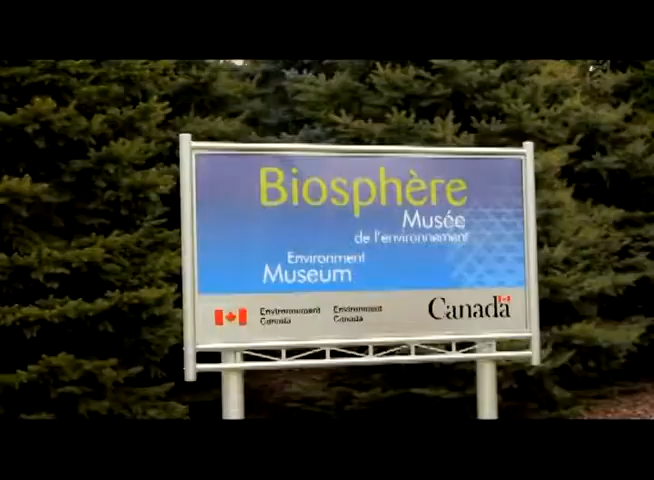 Biosphère
Musée
de l'environnement
Environment
Museum
Environnement Environment
Canada Canada
Canada